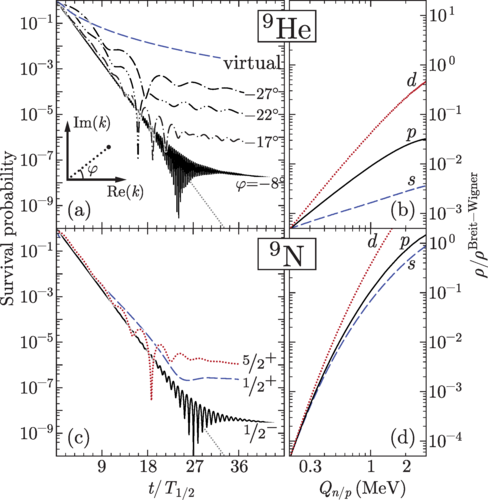 ⁹He
10⁻¹
10⁻³
10⁻⁵
10⁻⁷
10⁻⁹
virtual
−27°
−22°
−17°
φ=−8°
Im(k)
φ
Re(k)
(a)
d
p
s
(b)
10¹
10⁰
10⁻¹
10⁻²
10⁻³
Survival probability
ρ/ρ^Breit−Wigner
⁹N
10⁻¹
10⁻³
10⁻⁵
10⁻⁷
10⁻⁹
5/2⁺
1/2⁺
1/2⁻
(c)
d
p
s
(d)
10⁰
10⁻¹
10⁻²
10⁻³
10⁻⁴
0 9 18 27 36
t/T₁/₂
0.3 1 2
Qₙ/ₚ (MeV)